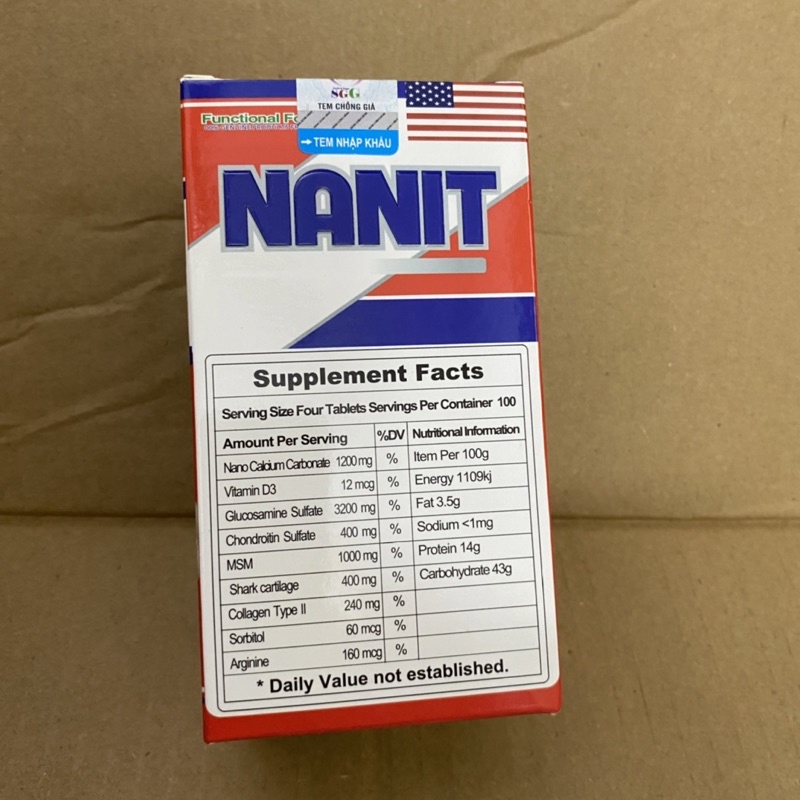 SGG
TEM CHỐNG GIẢ
Functional
TEM NHẬP KHẨU
NANIT
Supplement Facts
Serving Size Four Tablets Servings Per Container 100
Amount Per Serving %DV Nutritional Information
Nano Calcium Carbonate 1200mg % Item Per 100g
Vitamin D3 12 mcg % Energy 1109kj
Glucosamine Sulfate 3200 mg % Fat 3.5g
Chondroitin Sulfate 400 mg % Sodium <1mg
MSM 1000 mg % Protein 14g
Shark cartilage 400 mg % Carbohydrate 43g
Collagen Type II 240 mg %
Sorbitol 60 mcg %
Arginine 160 mcg %
* Daily Value not established.